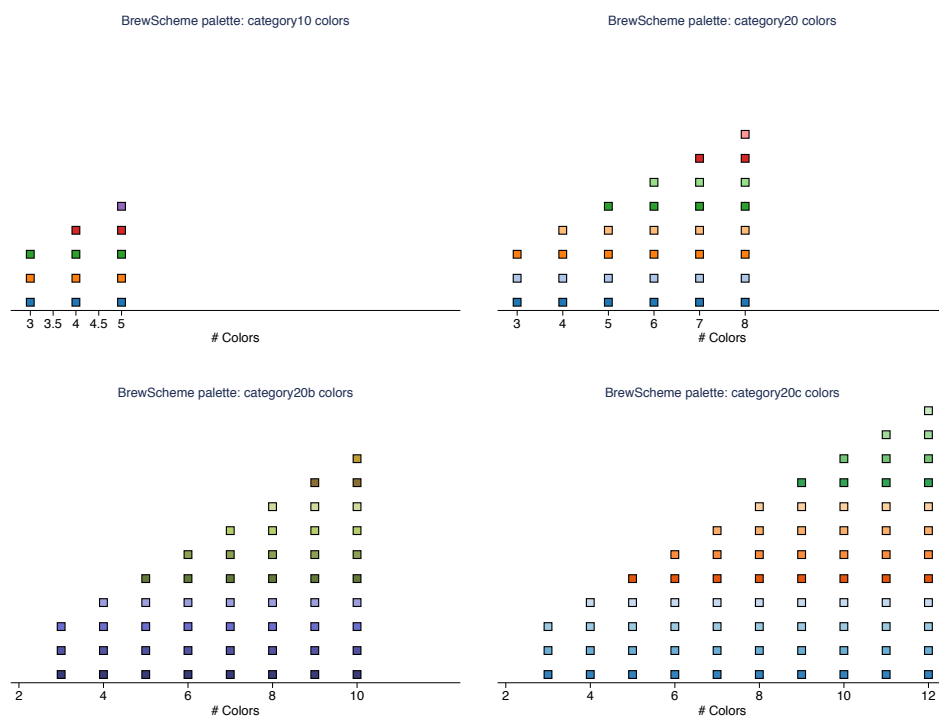 BrewScheme palette: category10 colors
3 3.5 4 4.5 5
# Colors
BrewScheme palette: category20 colors
3 4 5 6 7 8
# Colors
BrewScheme palette: category20b colors
2 4 6 8 10
# Colors
BrewScheme palette: category20c colors
2 4 6 8 10 12
# Colors